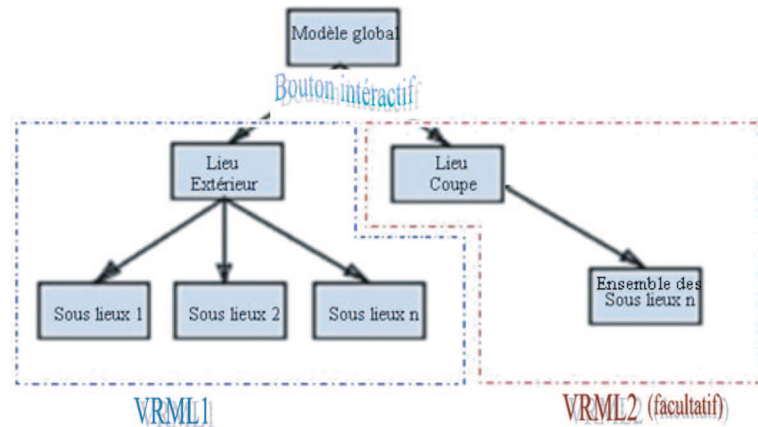 Modèle global
Bouton intéractif
Lieu
Extérieur
Lieu
Coupe
Sous lieux 1
Sous lieux 2
Sous lieux n
Ensemble des
Sous lieux n
VRML1
VRML2 (facultatif)